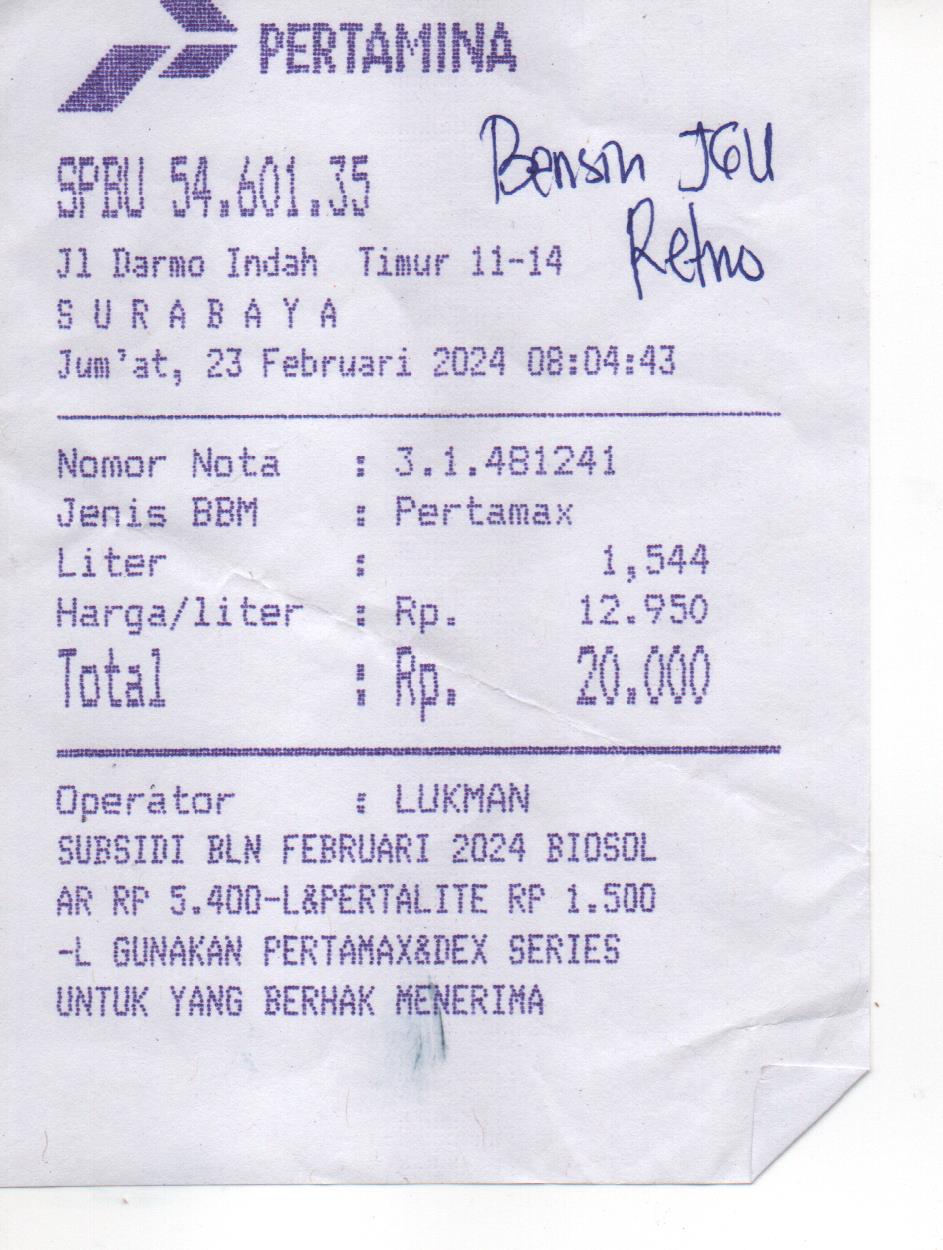 PERTAMINA
Bensin JGU
Retno
SPBU 54.601.35
Jl Darmo Indah Timur 11-14
S U R A B A Y A
Jum'at, 23 Februari 2024 08:04:43
Nomor Nota : 3.1.481241
Jenis BBM : Pertamax
Liter : 1,544
Harga/liter : Rp. 12.950
Total : Rp. 20.000
Operator : LUKMAN
SUBSIDI BLN FEBRUARI 2024 BIOSOL
AR RP 5.400-L&PERTALITE RP 1.500
-L GUNAKAN PERTAMAX&DEX SERIES
UNTUK YANG BERHAK MENERIMA